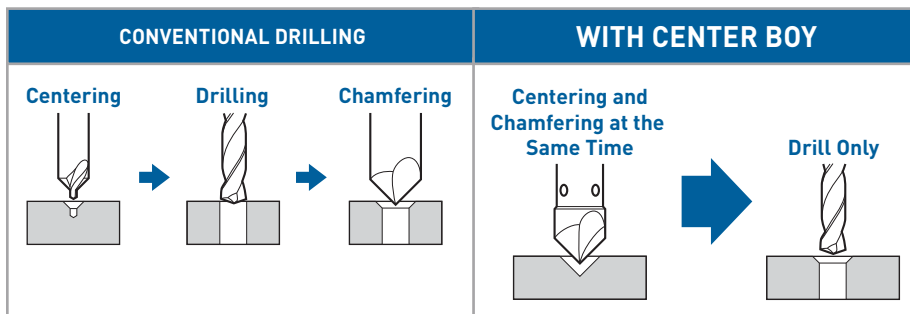 CONVENTIONAL DRILLING
WITH CENTER BOY
Centering
Drilling
Chamfering
Centering and
Chamfering at the
Same Time
Drill Only